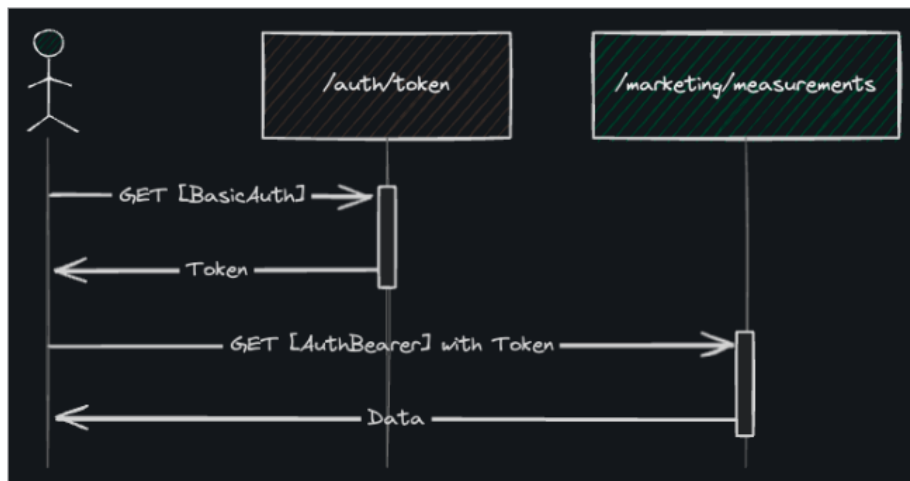 /auth/token
/marketing/measurements
GET [BasicAuth]
Token
GET [AuthBearer] with Token
Data